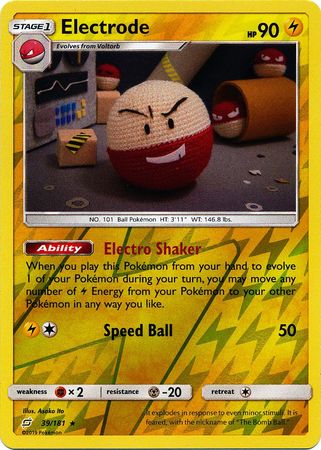 STAGE 1 Electrode HP 90
Evolves from Voltorb
NO. 101 Ball Pokémon HT: 3'11" WT: 146.8 lbs.
Ability Electro Shaker
When you play this Pokémon from your hand to evolve
1 of your Pokémon during your turn, you may move any
number of Energy from your Pokémon to your other
Pokémon in any way you like.
Speed Ball 50
weakness × 2 resistance -20 retreat
Illus. Asako Ito
39/181 ★
©2019 Pokémon
It explodes in response to even minor stimuli. It is
feared, with the nickname of "The Bomb Ball."